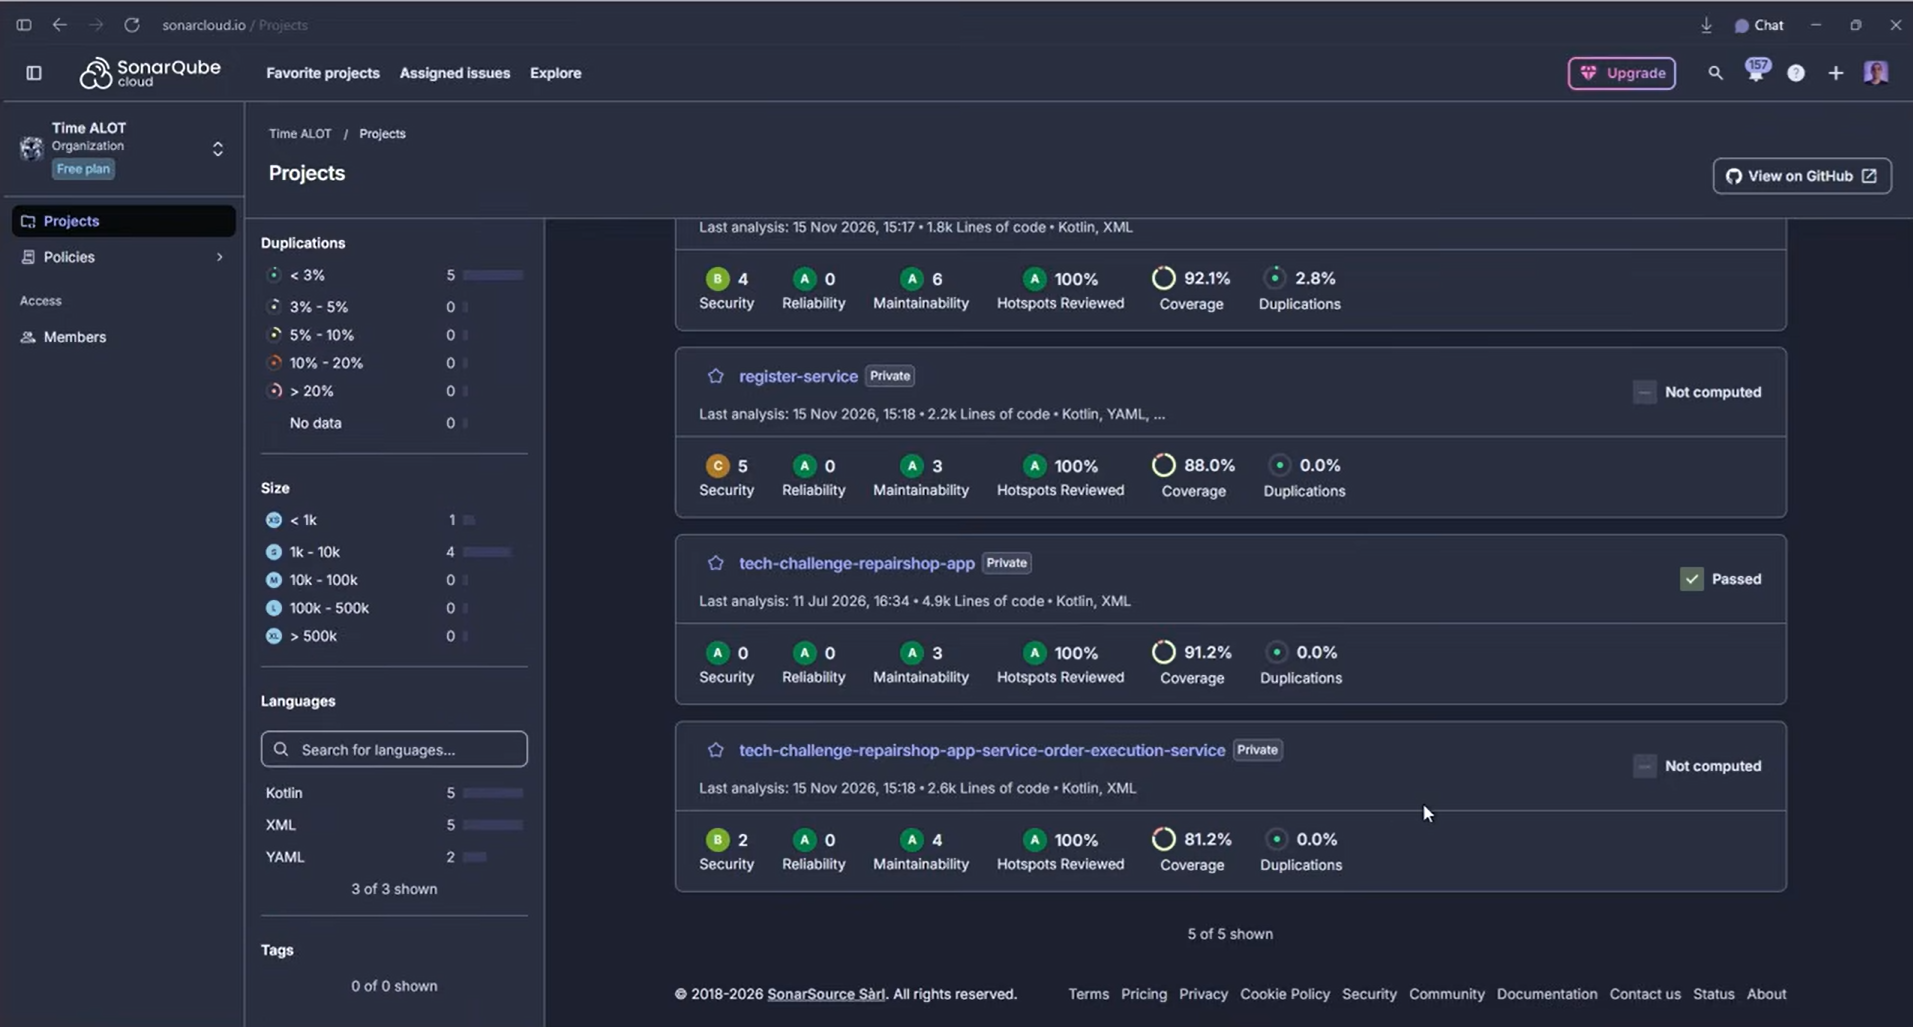 sonarcloud.io / Projects
Chat
SonarQube cloud
Favorite projects
Assigned issues
Explore
Upgrade
157
Time ALOT
Organization
Free plan
Projects
Policies
Access
Members
Time ALOT / Projects
Projects
View on GitHub
Duplications
< 3% 5
3% - 5% 0
5% - 10% 0
10% - 20% 0
> 20% 0
No data 0
Size
XS < 1k 1
S 1k - 10k 4
M 10k - 100k 0
L 100k - 500k 0
XL > 500k 0
Languages
Search for languages...
Kotlin 5
XML 5
YAML 2
3 of 3 shown
Tags
0 of 0 shown
Last analysis: 15 Nov 2026, 15:17 • 1.8k Lines of code • Kotlin, XML
B 4 A 0 A 6 A 100% 92.1% 2.8%
Security Reliability Maintainability Hotspots Reviewed Coverage Duplications
register-service Private
Not computed
Last analysis: 15 Nov 2026, 15:18 • 2.2k Lines of code • Kotlin, YAML, ...
C 5 A 0 A 3 A 100% 88.0% 0.0%
Security Reliability Maintainability Hotspots Reviewed Coverage Duplications
tech-challenge-repairshop-app Private
Passed
Last analysis: 11 Jul 2026, 16:34 • 4.9k Lines of code • Kotlin, XML
A 0 A 0 A 3 A 100% 91.2% 0.0%
Security Reliability Maintainability Hotspots Reviewed Coverage Duplications
tech-challenge-repairshop-app-service-order-execution-service Private
Not computed
Last analysis: 15 Nov 2026, 15:18 • 2.6k Lines of code • Kotlin, XML
B 2 A 0 A 4 A 100% 81.2% 0.0%
Security Reliability Maintainability Hotspots Reviewed Coverage Duplications
5 of 5 shown
© 2018-2026 SonarSource Sàrl. All rights reserved.
Terms Pricing Privacy Cookie Policy Security Community Documentation Contact us Status About